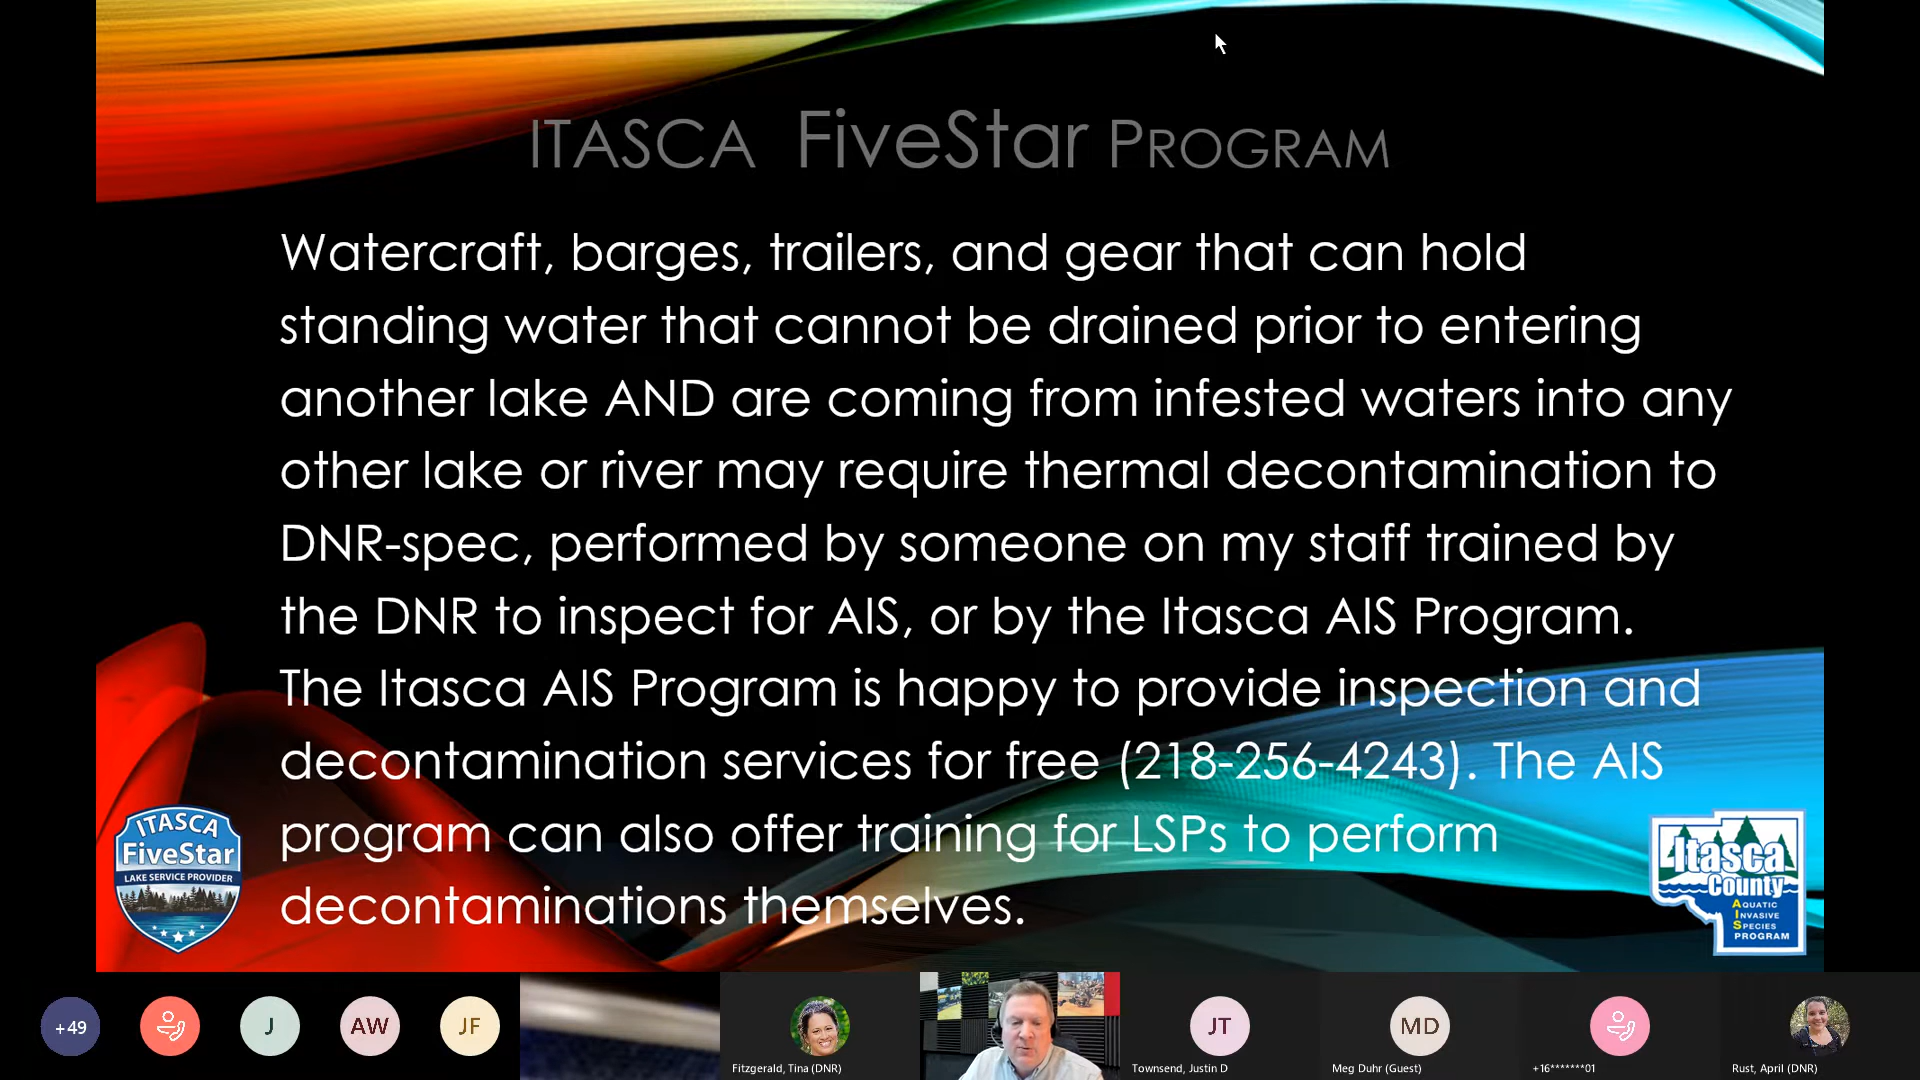 ITASCA FiveStar PROGRAM
Watercraft, barges, trailers, and gear that can hold
standing water that cannot be drained prior to entering
another lake AND are coming from infested waters into any
other lake or river may require thermal decontamination to
DNR-spec, performed by someone on my staff trained by
the DNR to inspect for AIS, or by the Itasca AIS Program.
The Itasca AIS Program is happy to provide inspection and
decontamination services for free (218-256-4243). The AIS
program can also offer training for LSPs to perform
decontaminations themselves.
ITASCA
FiveStar
LAKE SERVICE PROVIDER
Itasca
County
AQUATIC
INVASIVE
SPECIES
PROGRAM
+49
J
AW
JF
JT
MD
Fitzgerald, Tina (DNR)
Townsend, Justin D
Meg Duhr (Guest)
+16*******01
Rust, April (DNR)